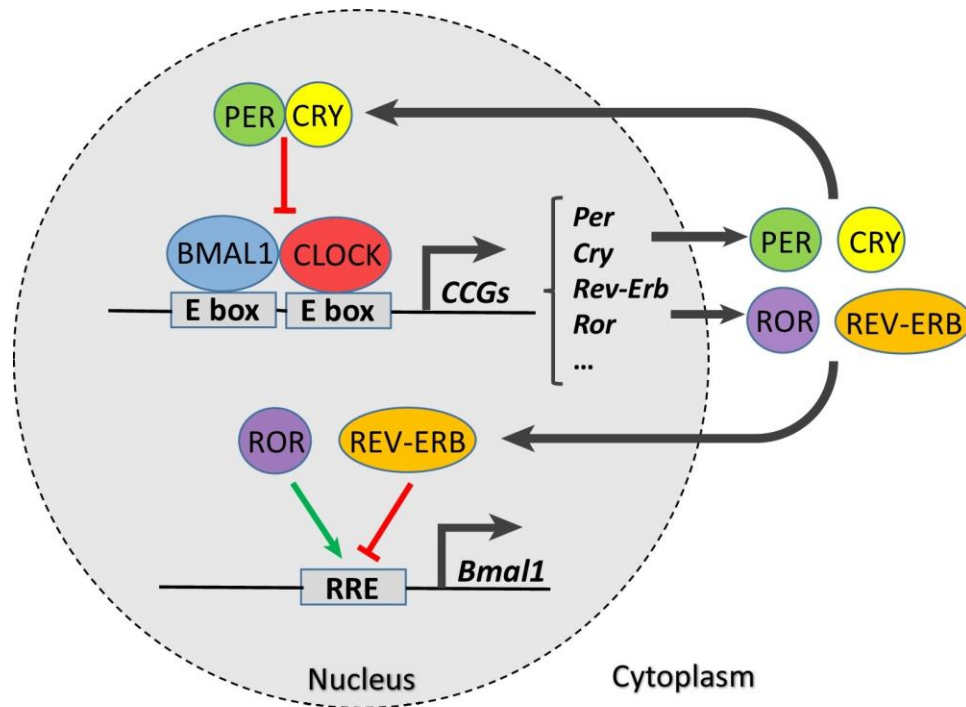 PER CRY
BMAL1 CLOCK
E box E box
CCGs
Per
Cry
Rev-Erb
Ror
...
PER CRY
ROR REV-ERB
ROR REV-ERB
RRE
Bmal1
Nucleus
Cytoplasm